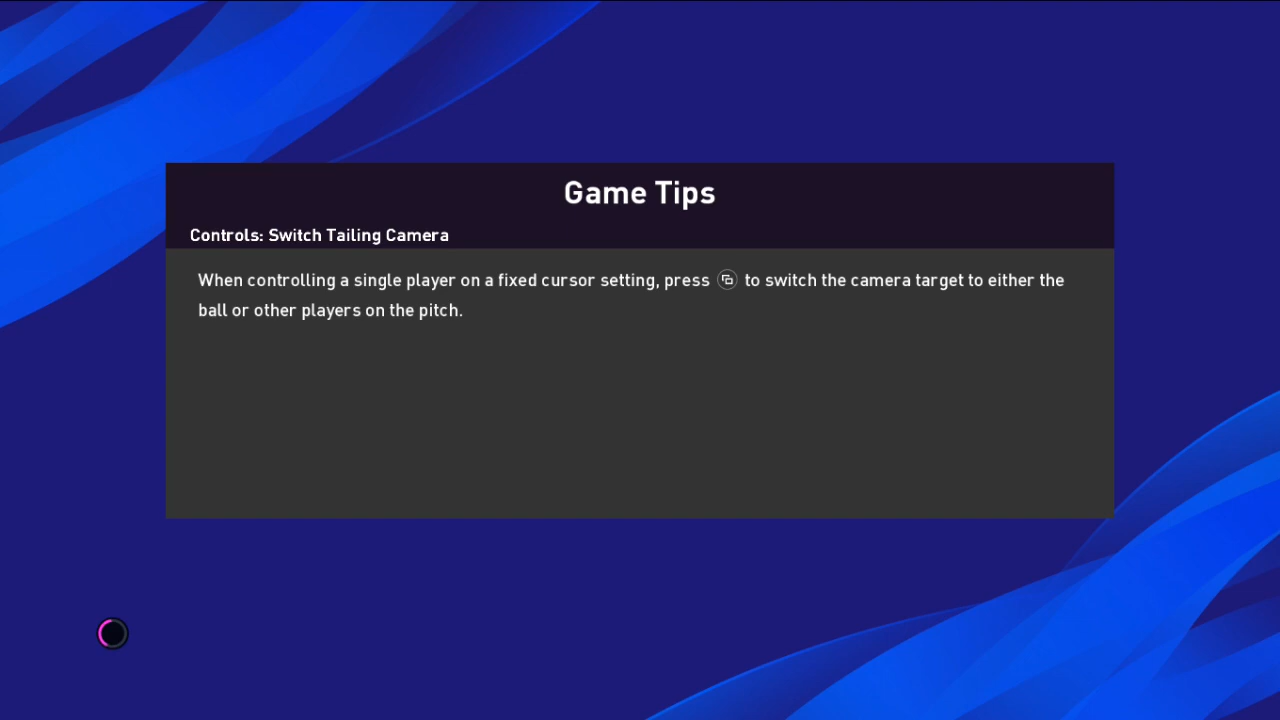 Game Tips
Controls: Switch Tailing Camera
When controlling a single player on a fixed cursor setting, press to switch the camera target to either the
ball or other players on the pitch.